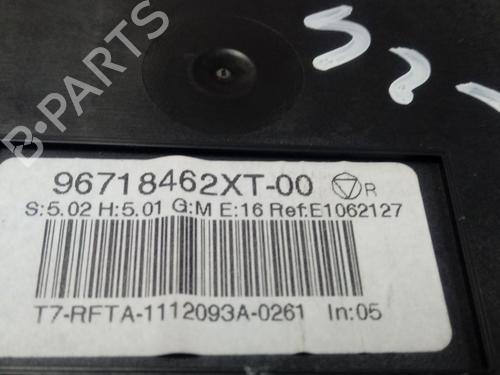 B-PARTS
96718462XT-00 R
S:5.02 H:5.01 G:M E:16 Ref:E1062127
T7-RFTA-1112093A-0261 In:05